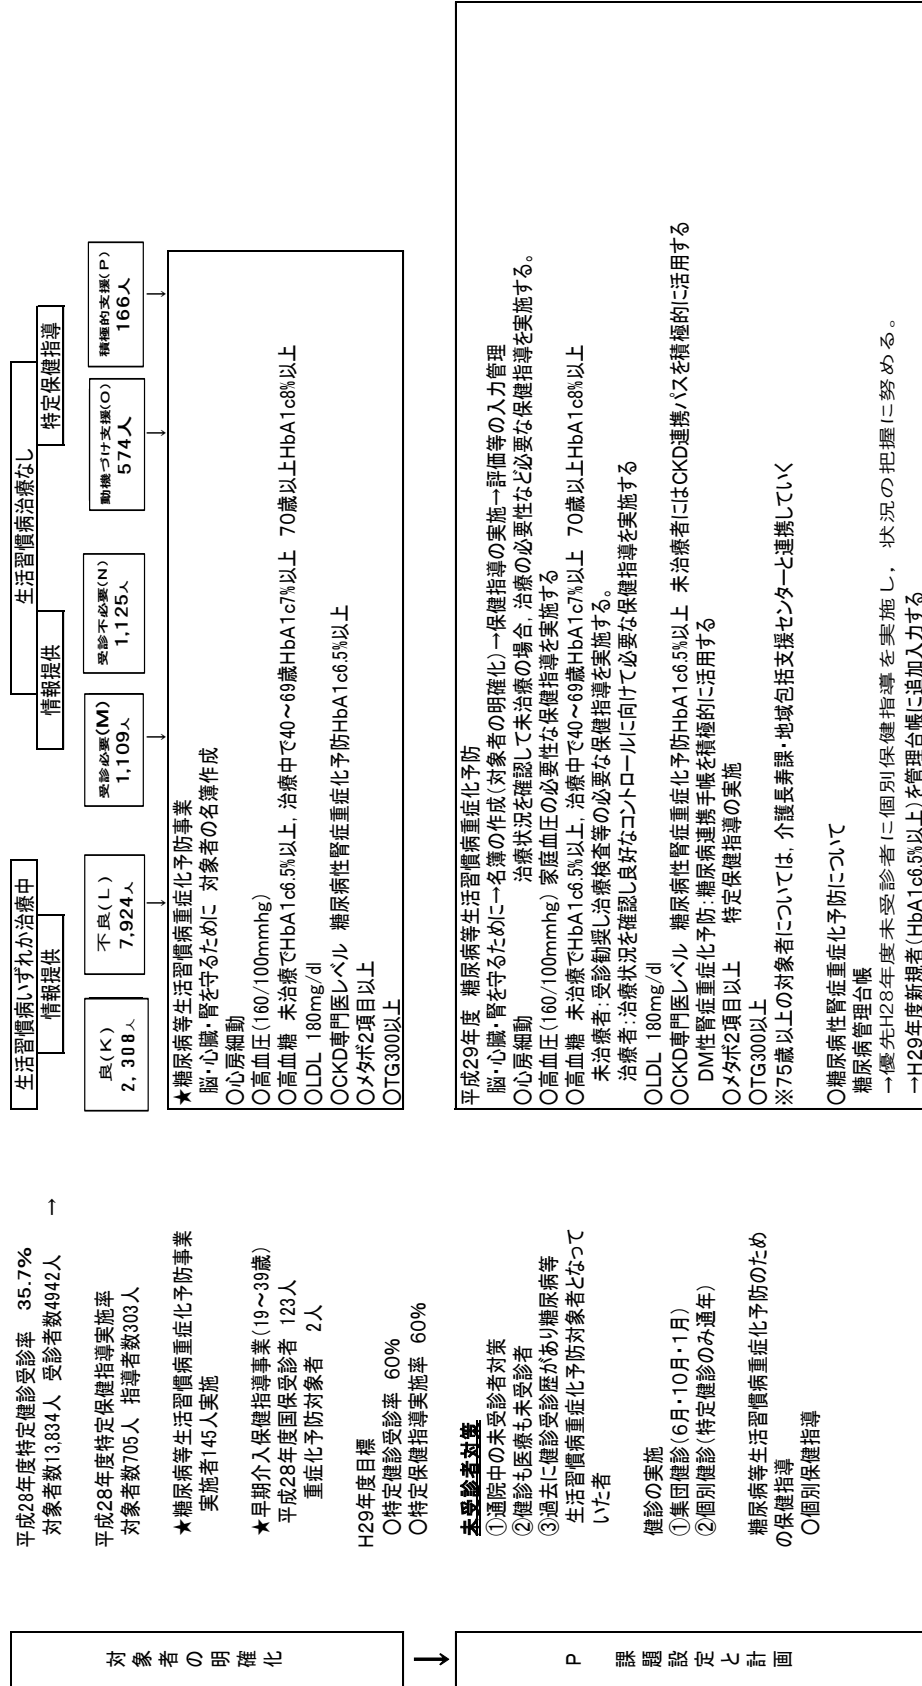 対象者の明確化
平成28年度特定健診受診率 35.7%
対象者数13,834人 受診者数4942人 →
平成28年度特定保健指導実施率
対象者数705人 指導者数303人
★糖尿病等生活習慣病重症化予防事業
実施者145人実施
★早期介入保健指導事業(19～39歳)
平成28年度国保受診者 123人
重症化予防対象者 2人
H29年度目標
○特定健診受診率 60%
○特定保健指導実施率 60%
生活習慣病いずれか治療中
情報提供
良(K)
2,308人
不良(L)
7,924人
生活習慣病治療なし
情報提供
特定保健指導
受診必要(M)
1,109人
受診不必要(N)
1,125人
動機づけ支援(O)
574人
積極的支援(P)
166人
★糖尿病等生活習慣病重症化予防事業
脳・心臓・腎を守るために 対象者の名簿作成
○心房細動
○高血圧(160/100mmhg)
○高血糖 未治療でHbA1c6.5%以上,治療中で40～69歳HbA1c7%以上 70歳以上HbA1c8%以上
○LDL 180mg/dl
○CKD専門医レベル 糖尿病性腎症重症化予防HbA1c6.5%以上
○メタボ2項目以上
○TG300以上
P 課題設定と計画
未受診者対策
①通院中の未受診者対策
②健診も医療も未受診者
③過去に健診受診歴があり糖尿病等
生活習慣病重症化予防対象者となって
いた者
健診の実施
①集団健診(6月・10月・1月)
②個別健診(特定健診のみ通年)
糖尿病等生活習慣病重症化予防のため
の保健指導
○個別保健指導
平成29年度 糖尿病等生活習慣病重症化予防
脳・心臓・腎を守るために→名簿の作成(対象者の明確化)→保健指導の実施→評価等の入力管理
○心房細動 治療状況を確認して未治療の場合,治療の必要性など必要な保健指導を実施する。
○高血圧(160/100mmhg) 家庭血圧の必要性な保健指導を実施する
○高血糖 未治療でHbA1c6.5%以上,治療中で40～69歳HbA1c7%以上 70歳以上HbA1c8%以上
未治療者:受診勧奨し治療検査等の必要な保健指導を実施する。
治療者:治療状況を確認し良好なコントロールに向けて必要な保健指導を実施する
○LDL 180mg/dl
○CKD専門医レベル 糖尿病性腎症重症化予防HbA1c6.5%以上 未治療者にはCKD連携パスを積極的に活用する
DM性腎症重症化予防:糖尿病連携手帳を積極的に活用する
○メタボ2項目以上 特定保健指導の実施
○TG300以上
※75歳以上の対象者については,介護長寿課・地域包括支援センターと連携していく
○糖尿病性腎症重症化予防について
糖尿病管理台帳
→優先H28年度未受診者に個別保健指導を実施し,状況の把握に努める。
→H29年度新規者(HbA1c6.5%以上)を管理台帳に追加入力する